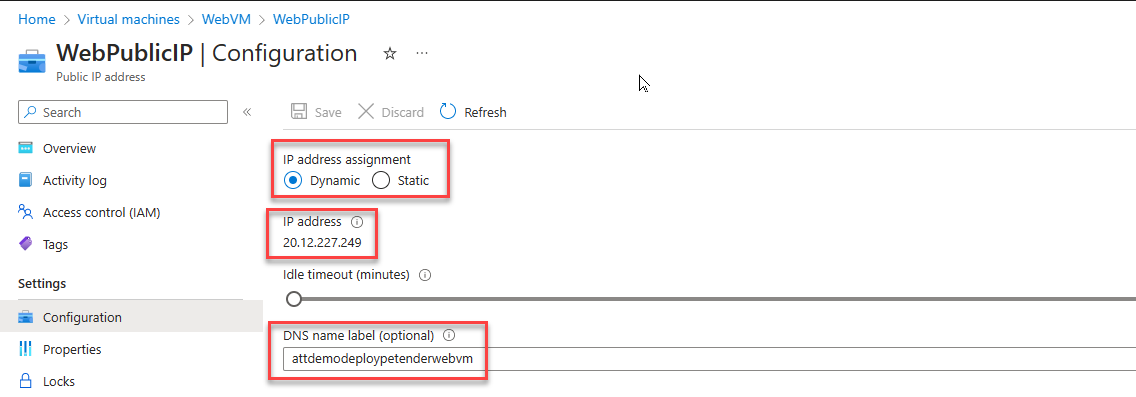 Home > Virtual machines > WebVM > WebPublicIP
WebPublicIP | Configuration
Public IP address
Search
Save Discard Refresh
Overview
Activity log
Access control (IAM)
Tags
Settings
Configuration
Properties
Locks
IP address assignment
Dynamic Static
IP address
20.12.227.249
Idle timeout (minutes)
DNS name label (optional)
attdemodeploypetenderwebvm